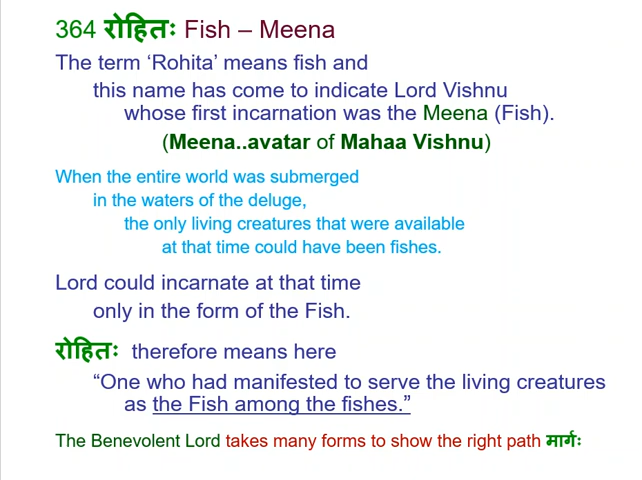 364 रोहितः Fish – Meena
The term ‘Rohita’ means fish and
this name has come to indicate Lord Vishnu
whose first incarnation was the Meena (Fish).
(Meena..avatar of Mahaa Vishnu)
When the entire world was submerged
in the waters of the deluge,
the only living creatures that were available
at that time could have been fishes.
Lord could incarnate at that time
only in the form of the Fish.
रोहितः therefore means here
“One who had manifested to serve the living creatures
as the Fish among the fishes.”
The Benevolent Lord takes many forms to show the right path मार्गः